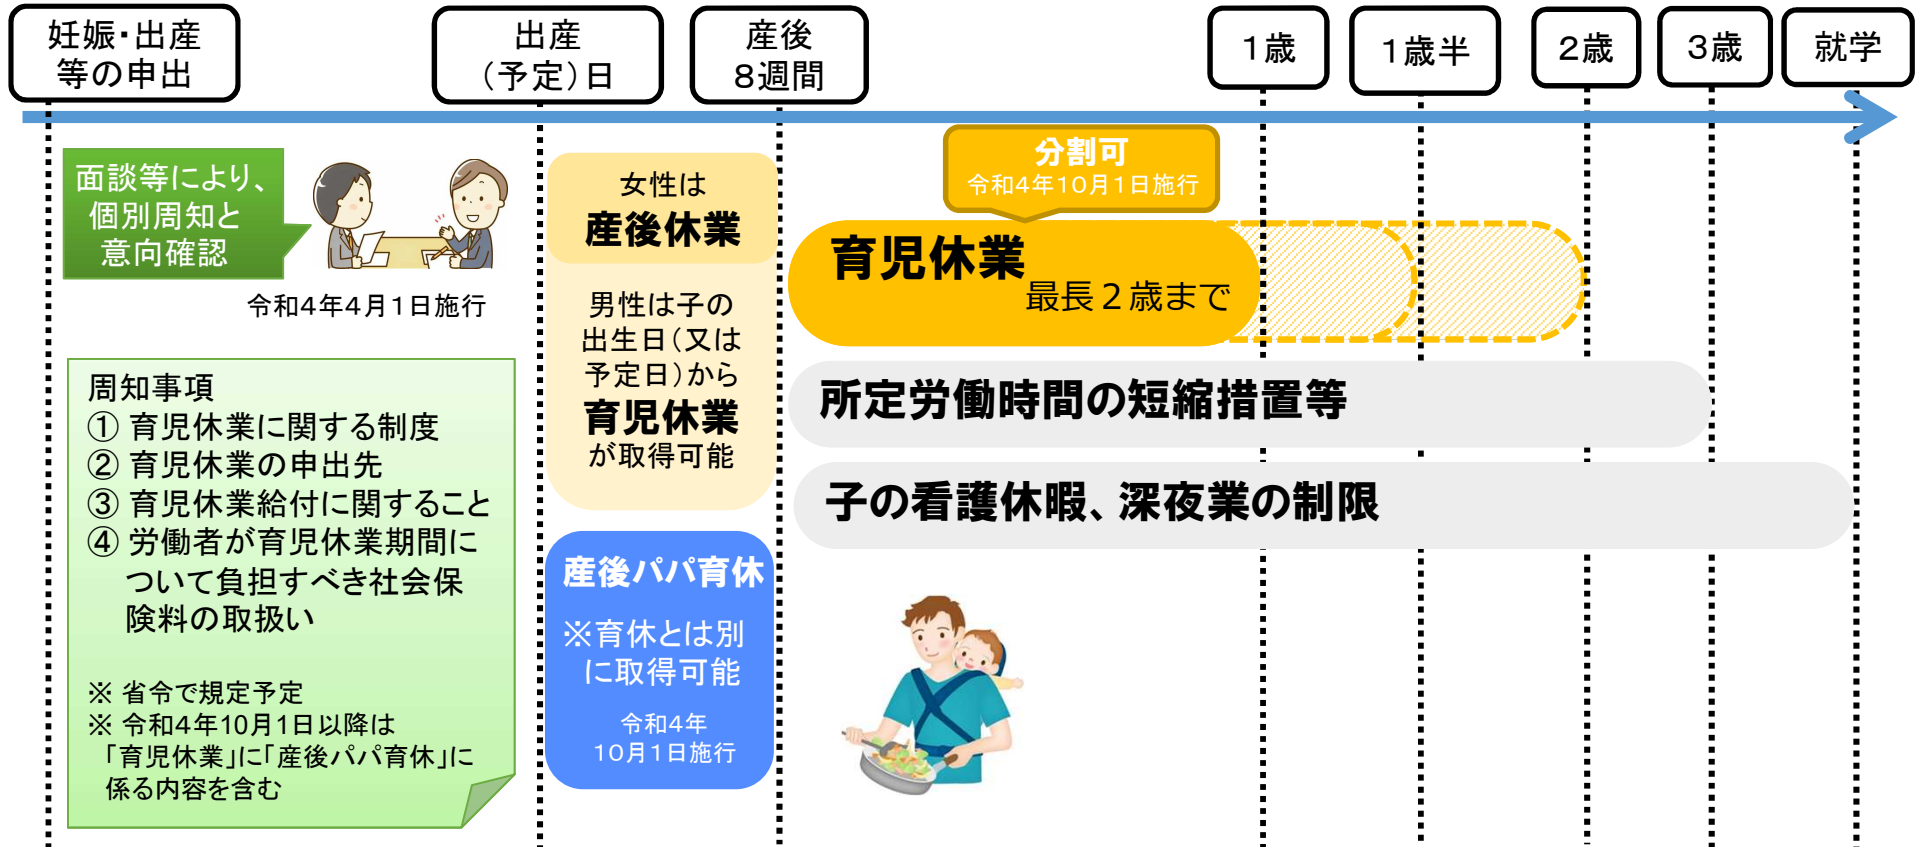 妊娠・出産
等の申出
出産
（予定）日
産後
８週間
１歳
１歳半
２歳
３歳
就学
面談等により、
個別周知と
意向確認
令和４年４月１日施行
周知事項
① 育児休業に関する制度
② 育児休業の申出先
③ 育児休業給付に関すること
④ 労働者が育児休業期間に
ついて負担すべき社会保
険料の取扱い
※ 省令で規定予定
※ 令和４年10月１日以降は
「育児休業」に「産後パパ育休」に
係る内容を含む
女性は
産後休業
男性は子の
出生日（又は
予定日）から
育児休業
が取得可能
産後パパ育休
※育休とは別
に取得可能
令和４年
10月１日施行
分割可
令和４年10月１日施行
育児休業
最長２歳まで
所定労働時間の短縮措置等
子の看護休暇、深夜業の制限